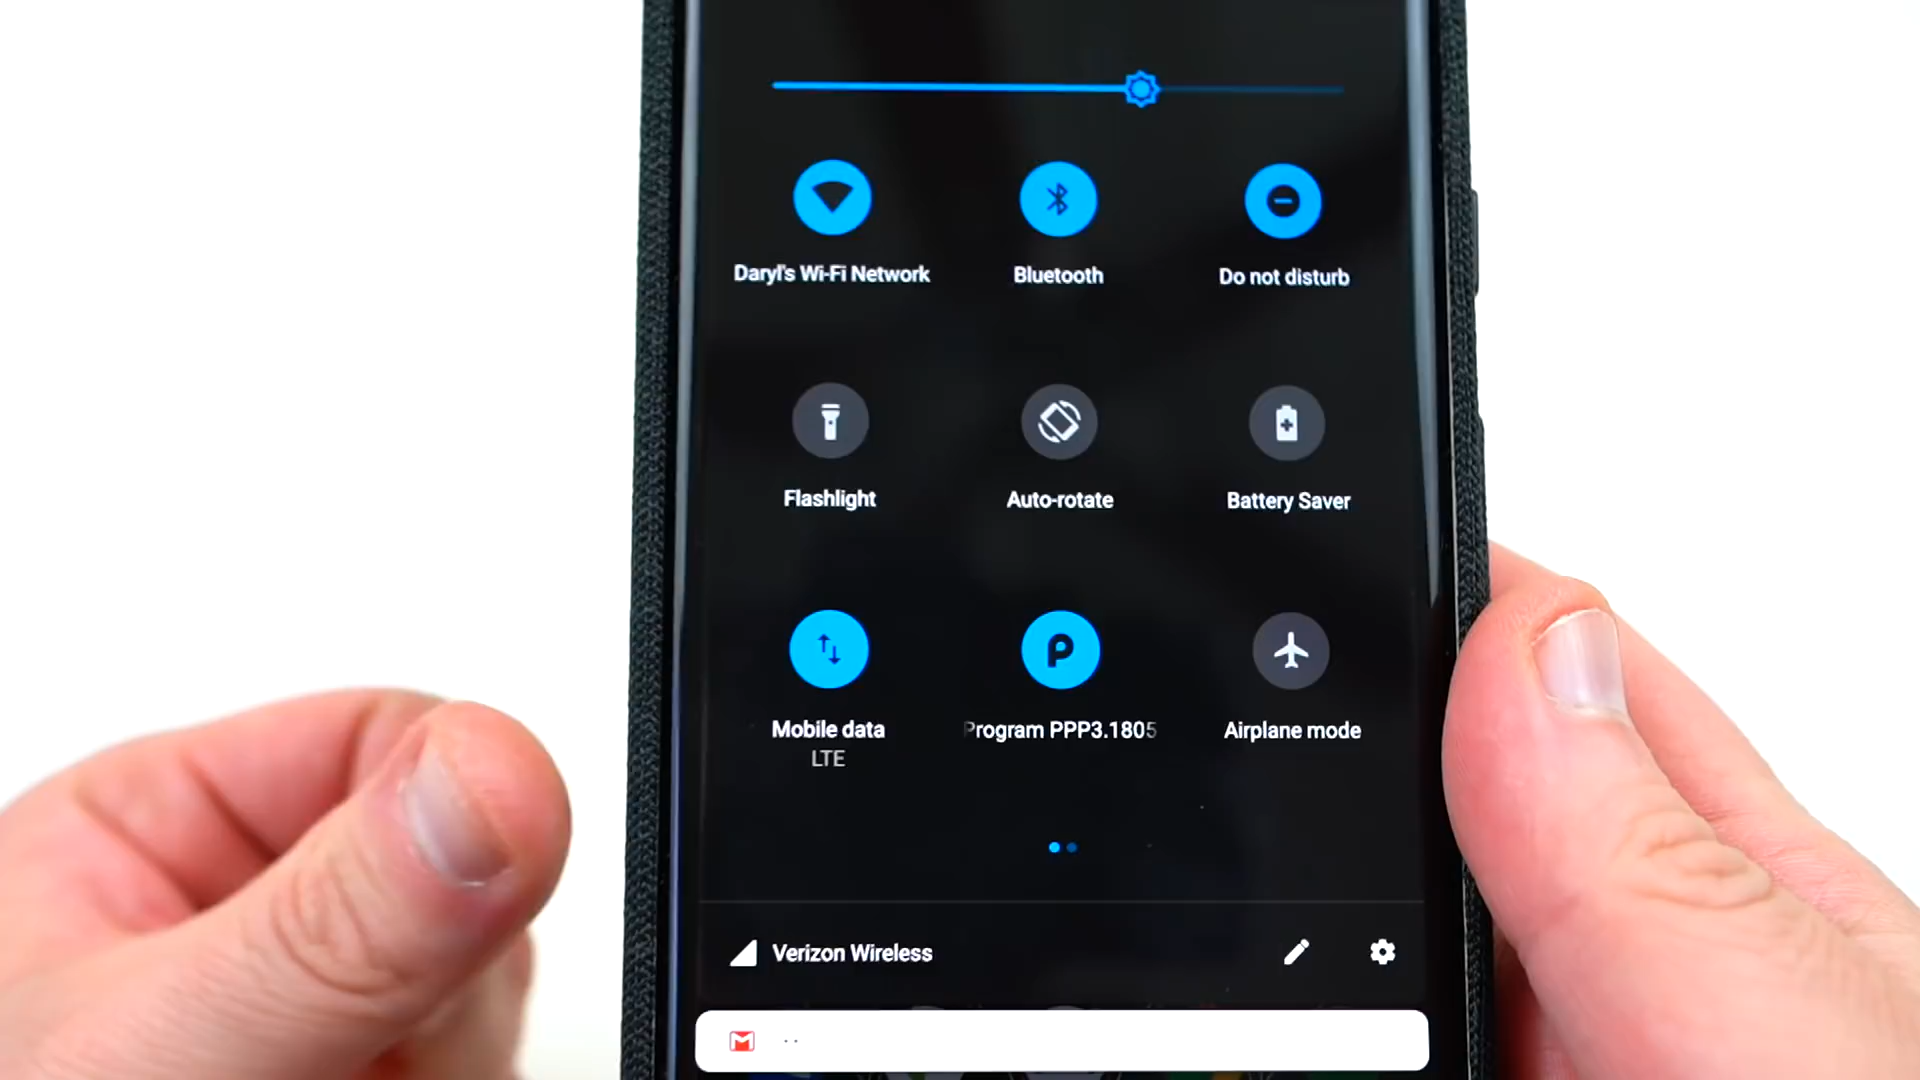 Daryl's Wi-Fi Network
Bluetooth
Do not disturb
Flashlight
Auto-rotate
Battery Saver
Mobile data
LTE
Program PPP3.1805
Airplane mode
Verizon Wireless